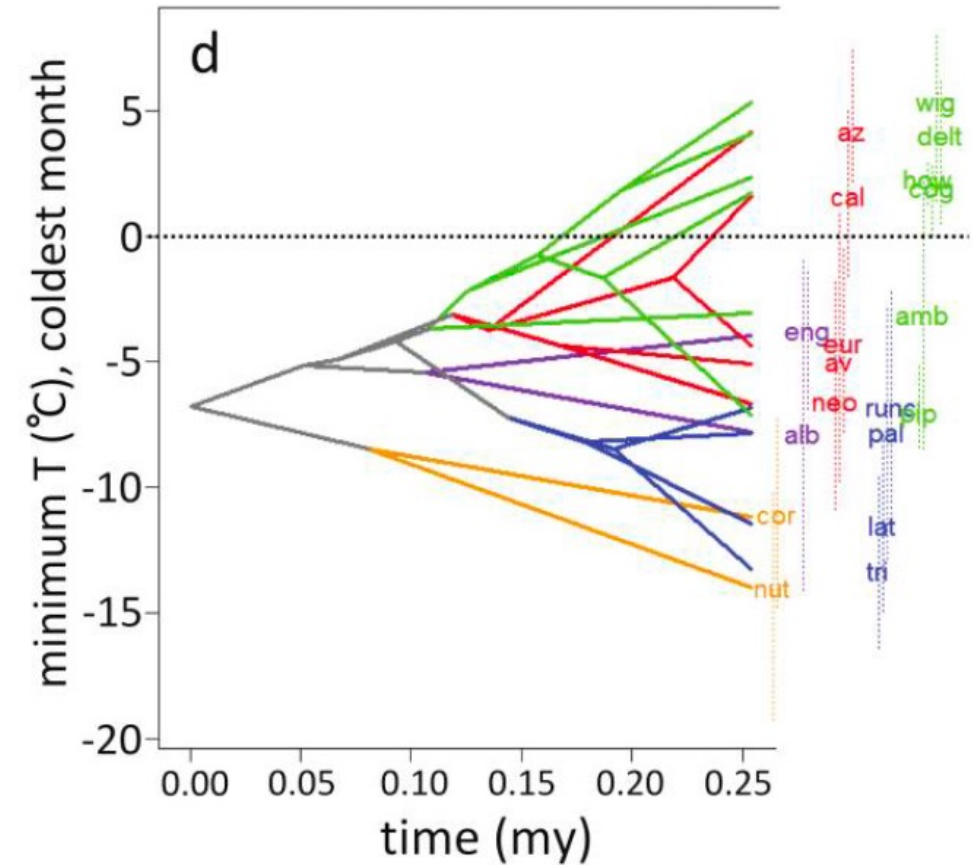 d
minimum T (°C), coldest month
5
0
-5
-10
-15
-20
0.00 0.05 0.10 0.15 0.20 0.25
time (my)
wig
az
delt
how
cog
cal
amb
eng
eur
av
neo
runc
pip
alb
pal
cor
lat
tri
nut